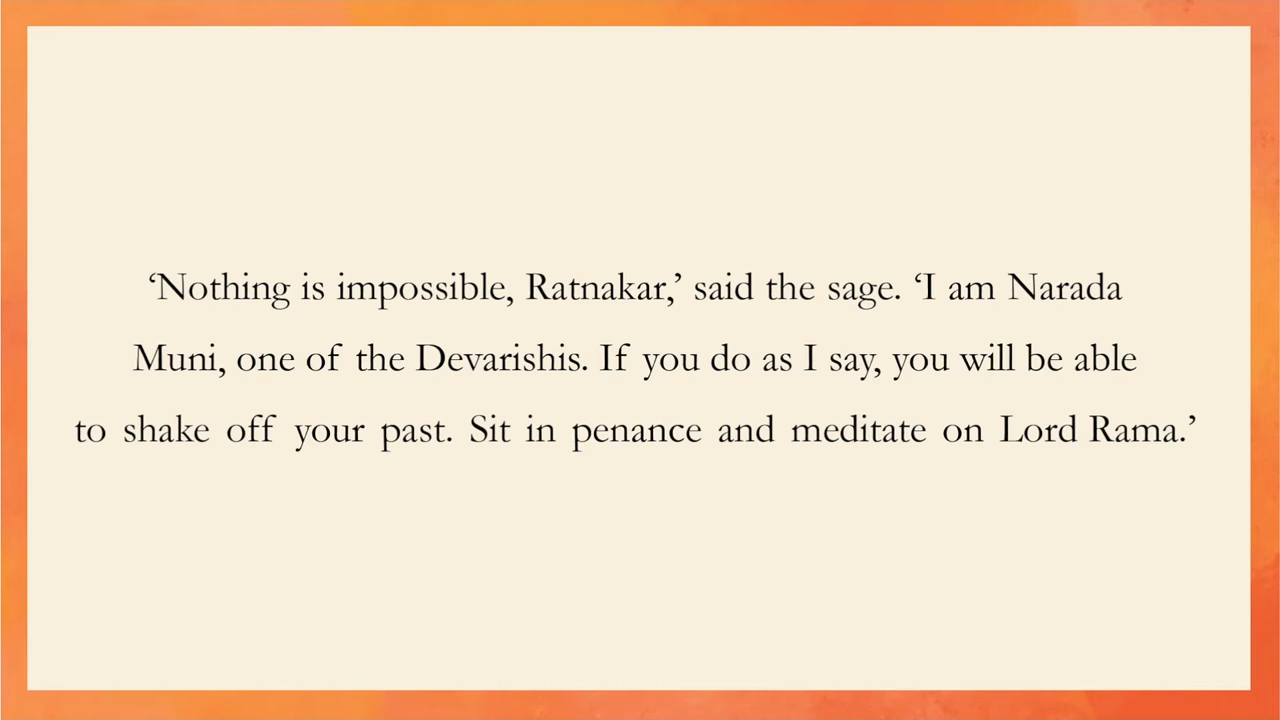 ‘Nothing is impossible, Ratnakar,’ said the sage. ‘I am Narada
Muni, one of the Devarishis. If you do as I say, you will be able
to shake off your past. Sit in penance and meditate on Lord Rama.’